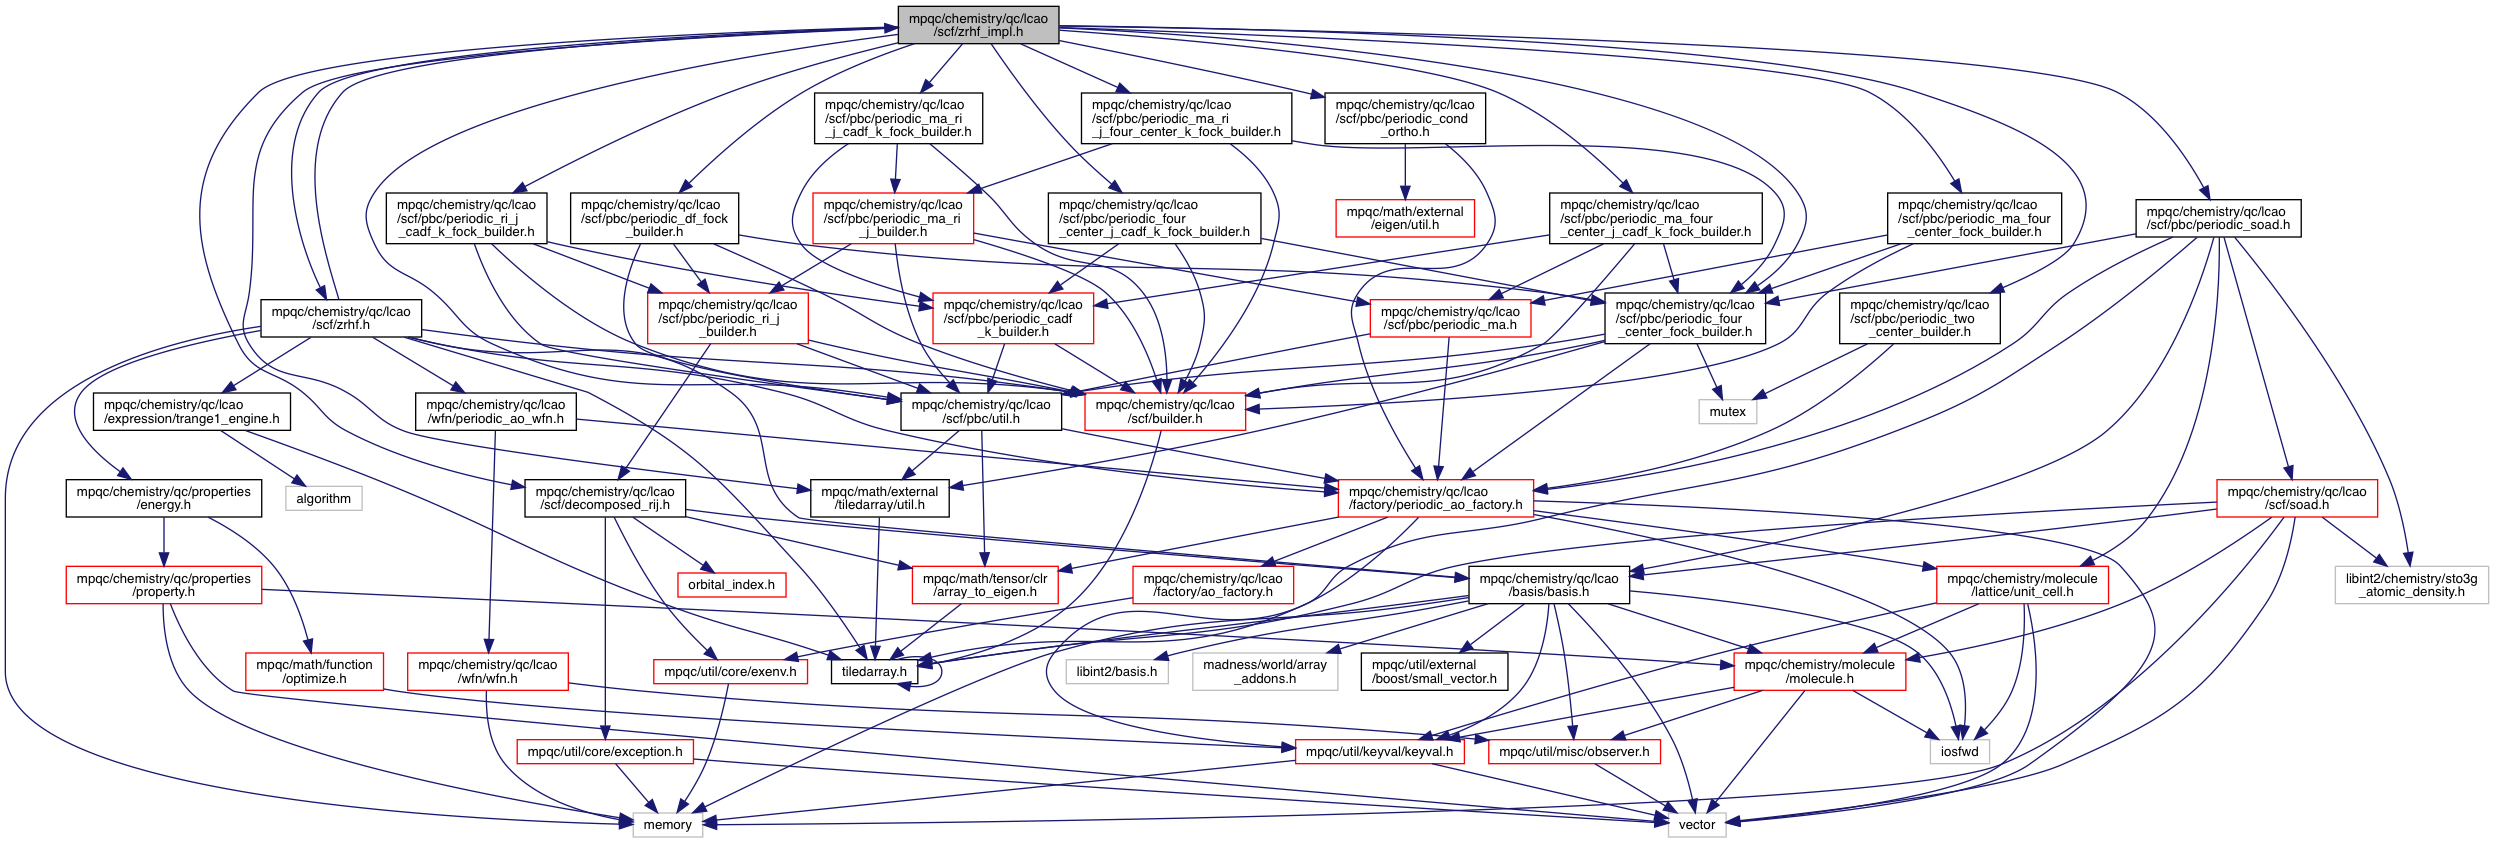 mpqc/chemistry/qc/lcao
/scf/zrhf_impl.h
mpqc/chemistry/qc/lcao
/scf/pbc/periodic_ma_ri
_j_cadf_k_fock_builder.h
mpqc/chemistry/qc/lcao
/scf/pbc/periodic_ma_ri
_j_four_center_k_fock_builder.h
mpqc/chemistry/qc/lcao
/scf/pbc/periodic_cond
_ortho.h
mpqc/chemistry/qc/lcao
/scf/pbc/periodic_ri_j
_cadf_k_fock_builder.h
mpqc/chemistry/qc/lcao
/scf/pbc/periodic_df_fock
_builder.h
mpqc/chemistry/qc/lcao
/scf/pbc/periodic_ma_ri
_j_builder.h
mpqc/chemistry/qc/lcao
/scf/pbc/periodic_four
_center_j_cadf_k_fock_builder.h
mpqc/math/external
/eigen/util.h
mpqc/chemistry/qc/lcao
/scf/pbc/periodic_ma_four
_center_j_cadf_k_fock_builder.h
mpqc/chemistry/qc/lcao
/scf/pbc/periodic_ma_four
_center_fock_builder.h
mpqc/chemistry/qc/lcao
/scf/pbc/periodic_soad.h
mpqc/chemistry/qc/lcao
/scf/zrhf.h
mpqc/chemistry/qc/lcao
/scf/pbc/periodic_ri_j
_builder.h
mpqc/chemistry/qc/lcao
/scf/pbc/periodic_cadf
_k_builder.h
mpqc/chemistry/qc/lcao
/scf/pbc/periodic_ma.h
mpqc/chemistry/qc/lcao
/scf/pbc/periodic_four
_center_fock_builder.h
mpqc/chemistry/qc/lcao
/scf/pbc/periodic_two
_center_builder.h
mpqc/chemistry/qc/lcao
/expression/trange1_engine.h
mpqc/chemistry/qc/lcao
/wfn/periodic_ao_wfn.h
mpqc/chemistry/qc/lcao
/scf/pbc/util.h
mpqc/chemistry/qc/lcao
/scf/builder.h
mutex
mpqc/chemistry/qc/properties
/energy.h
algorithm
mpqc/chemistry/qc/lcao
/scf/decomposed_rij.h
mpqc/math/external
/tiledarray/util.h
mpqc/chemistry/qc/lcao
/factory/periodic_ao_factory.h
mpqc/chemistry/qc/lcao
/scf/soad.h
mpqc/chemistry/qc/properties
/property.h
orbital_index.h
mpqc/math/tensor/clr
/array_to_eigen.h
mpqc/chemistry/qc/lcao
/factory/ao_factory.h
mpqc/chemistry/qc/lcao
/basis/basis.h
mpqc/chemistry/molecule
/lattice/unit_cell.h
libint2/chemistry/sto3g
_atomic_density.h
mpqc/math/function
/optimize.h
mpqc/chemistry/qc/lcao
/wfn/wfn.h
mpqc/util/core/exenv.h
tiledarray.h
libint2/basis.h
madness/world/array
_addons.h
mpqc/util/external
/boost/small_vector.h
mpqc/chemistry/molecule
/molecule.h
mpqc/util/core/exception.h
mpqc/util/keyval/keyval.h
mpqc/util/misc/observer.h
iosfwd
memory
vector